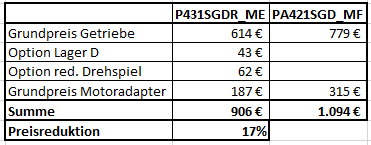 P431SGDR_ME P421SGD_MF
Grundpreis Getriebe 614 € 779 €
Option Lager D 43 €
Option red. Drehspiel 62 €
Grundpreis Motoradapter 187 € 315 €
Summe 906 € 1.094 €
Preisreduktion 17%